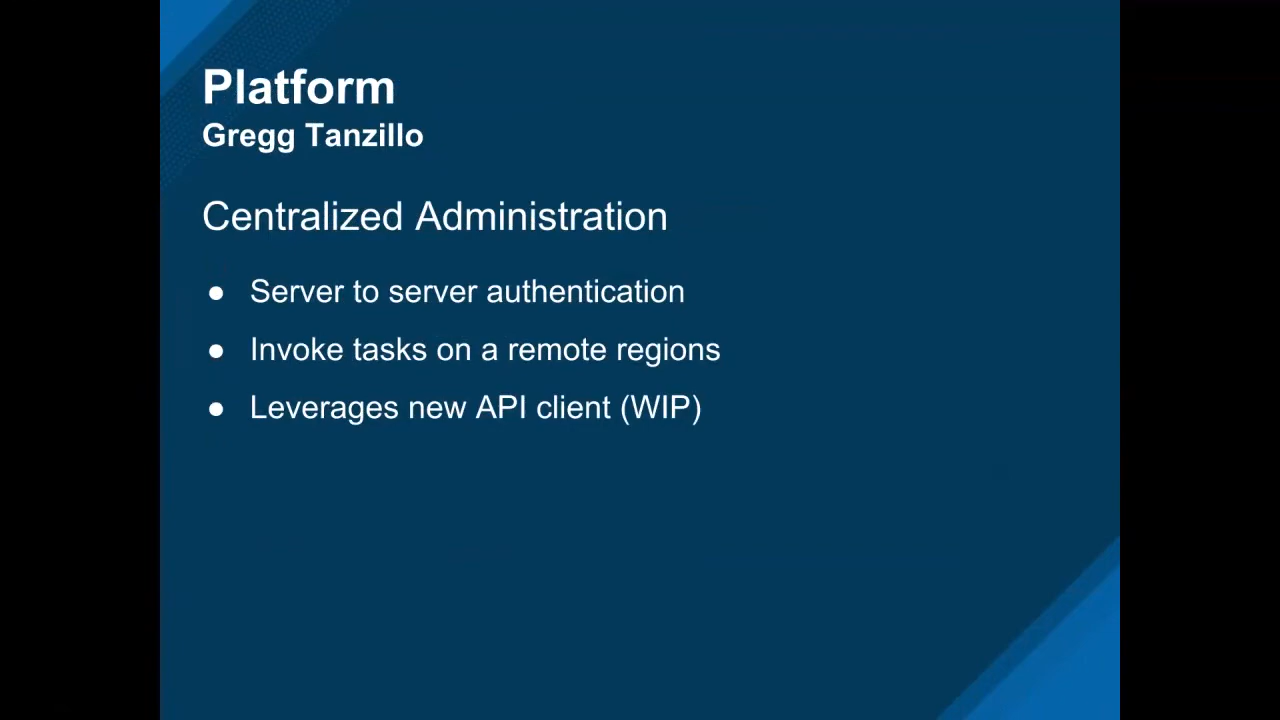 Platform
Gregg Tanzillo
Centralized Administration
● Server to server authentication
● Invoke tasks on a remote regions
● Leverages new API client (WIP)